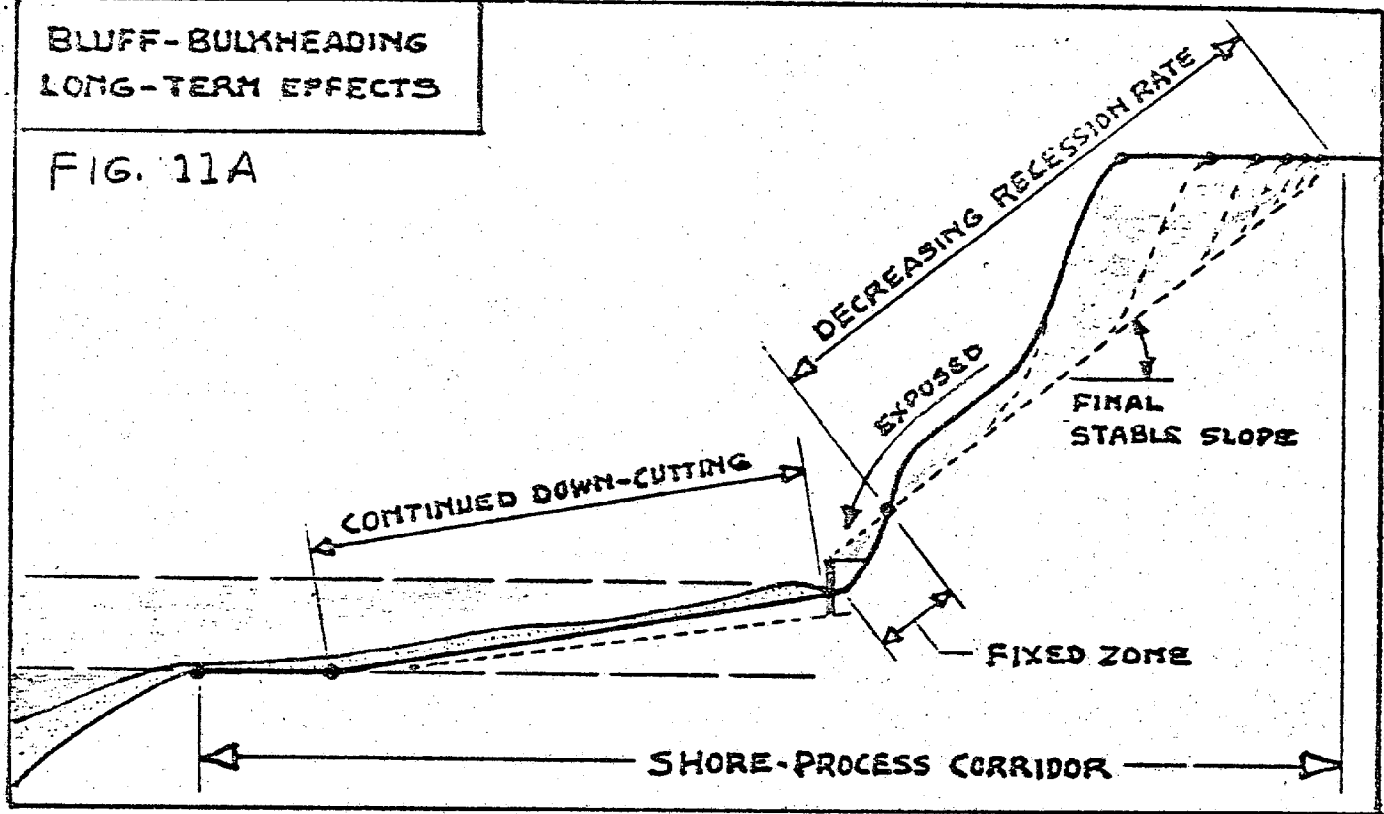 BLUFF-BULKHEADING
LONG-TERM EFFECTS
FIG. 11A
DECREASING RECESSION RATE
EXPOSED
FINAL
STABLE SLOPE
CONTINUED DOWN-CUTTING
FIXED ZONE
SHORE-PROCESS CORRIDOR